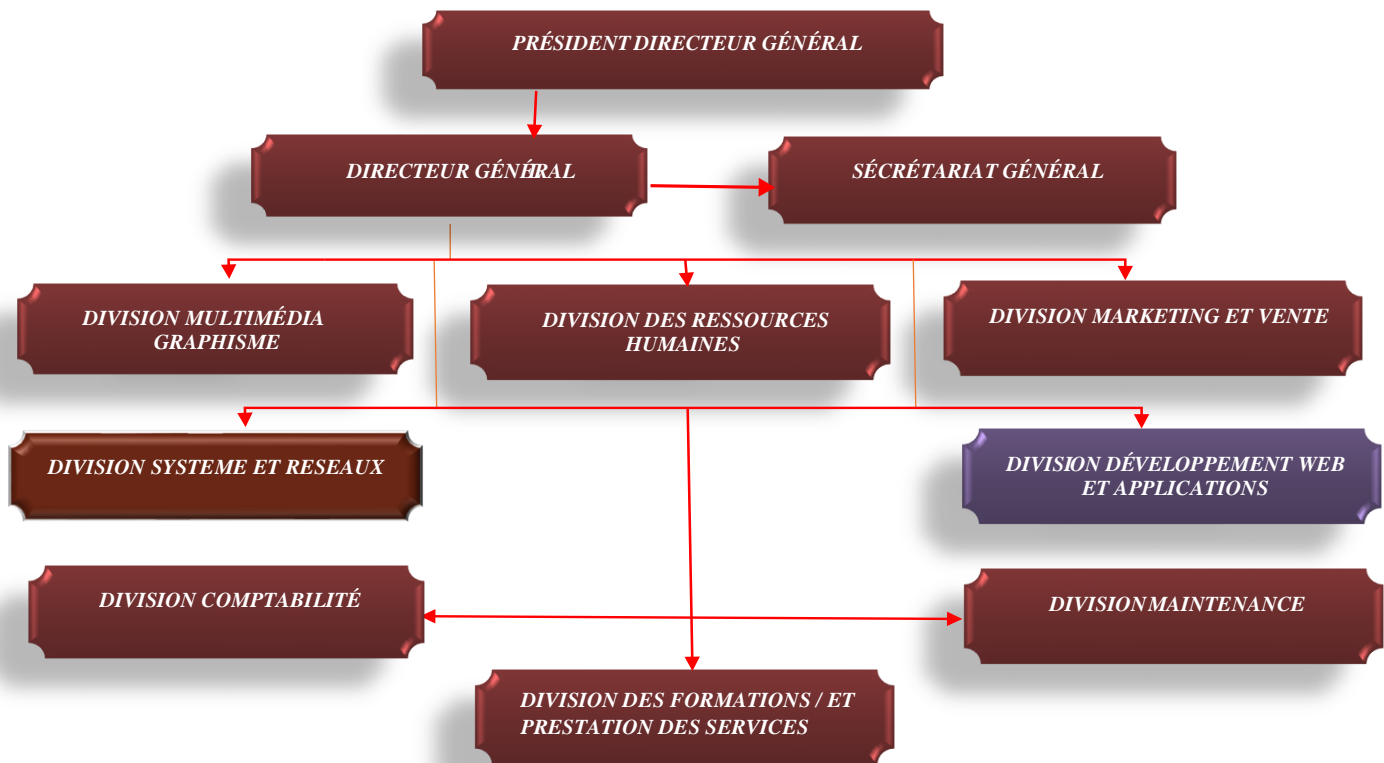 PRÉSIDENT DIRECTEUR GÉNÉRAL
DIRECTEUR GÉNÉRAL
SÉCRÉTARIAT GÉNÉRAL
DIVISION MULTIMÉDIA
GRAPHISME
DIVISION DES RESSOURCES
HUMAINES
DIVISION MARKETING ET VENTE
DIVISION SYSTEME ET RESEAUX
DIVISION DÉVELOPPEMENT WEB
ET APPLICATIONS
DIVISION COMPTABILITÉ
DIVISION MAINTENANCE
DIVISION DES FORMATIONS / ET
PRESTATION DES SERVICES